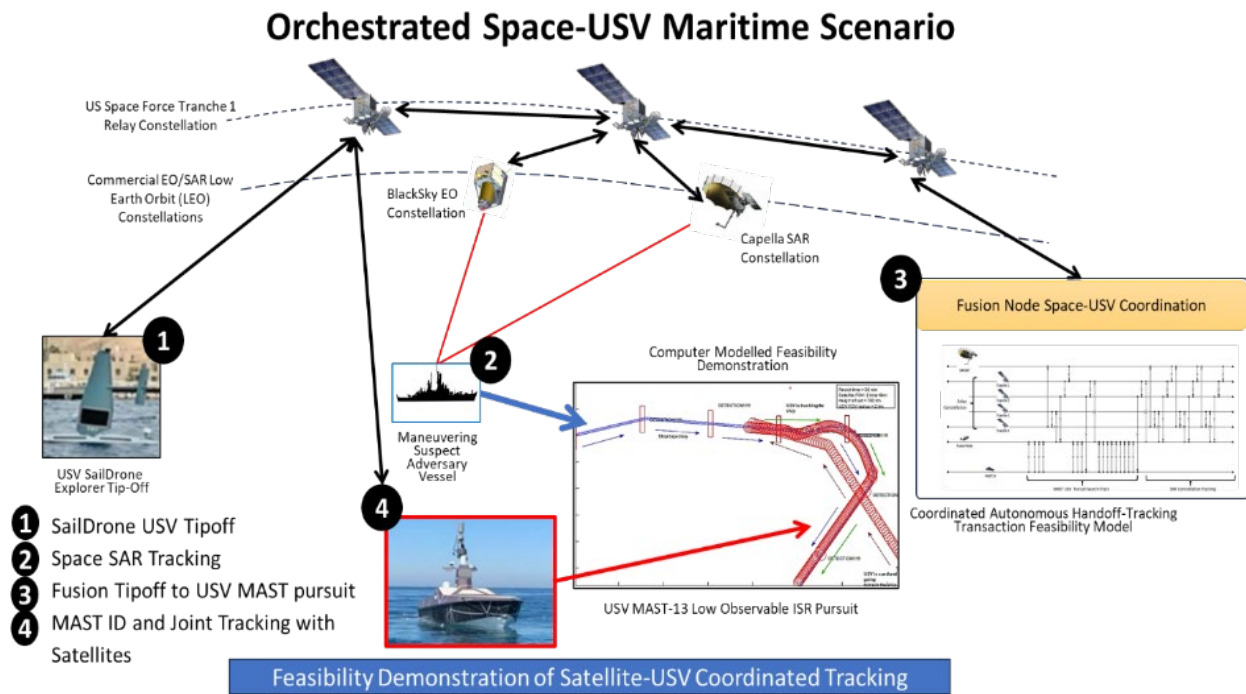 Orchestrated Space-USV Maritime Scenario
US Space Force Tranche 1
Relay Constellation
Commercial EO/SAR Low
Earth Orbit (LEO)
Constellations
BlackSky EO
Constellation
Capella SAR
Constellation
3
Fusion Node Space-USV Coordination
1
2
Computer Modelled Feasibility
Demonstration
USV SailDrone
Explorer Tip-Off
Maneuvering
Suspect
Adversary
Vessel
4
Coordinated Autonomous Handoff-Tracking
Transaction Feasibility Model
USV MAST-13 Low Observable ISR Pursuit
1 SailDrone USV Tipoff
2 Space SAR Tracking
3 Fusion Tipoff to USV MAST pursuit
4 MAST ID and Joint Tracking with
Satellites
Feasibility Demonstration of Satellite-USV Coordinated Tracking